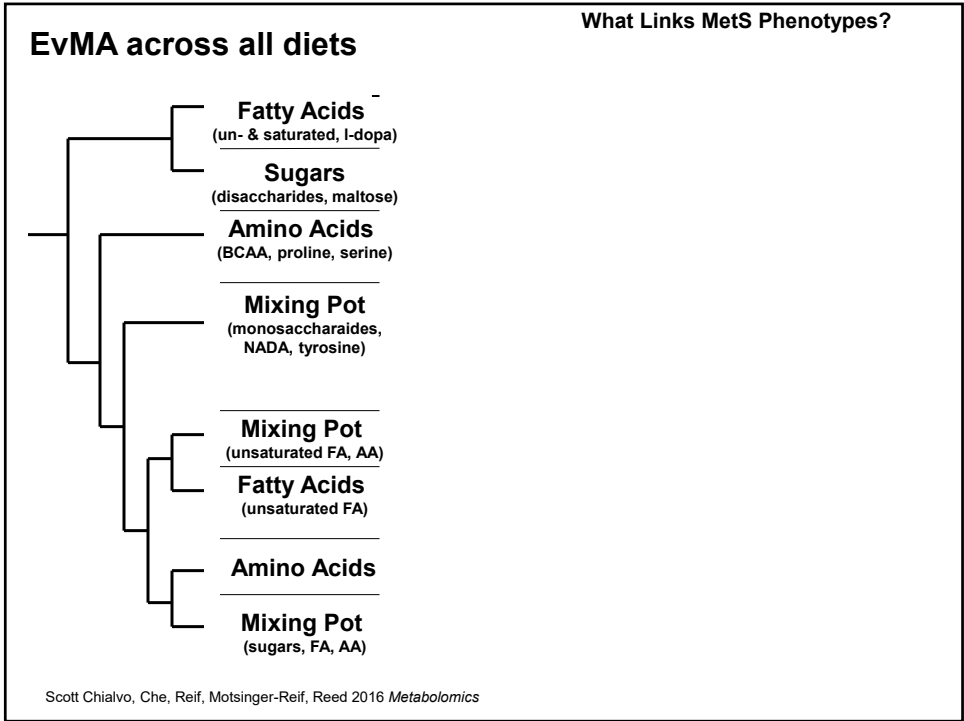 What Links MetS Phenotypes?
EvMA across all diets
Fatty Acids
(un- & saturated, l-dopa)
Sugars
(disaccharides, maltose)
Amino Acids
(BCAA, proline, serine)
Mixing Pot
(monosaccharaides,
NADA, tyrosine)
Mixing Pot
(unsaturated FA, AA)
Fatty Acids
(unsaturated FA)
Amino Acids
Mixing Pot
(sugars, FA, AA)
Scott Chialvo, Che, Reif, Motsinger-Reif, Reed 2016 Metabolomics